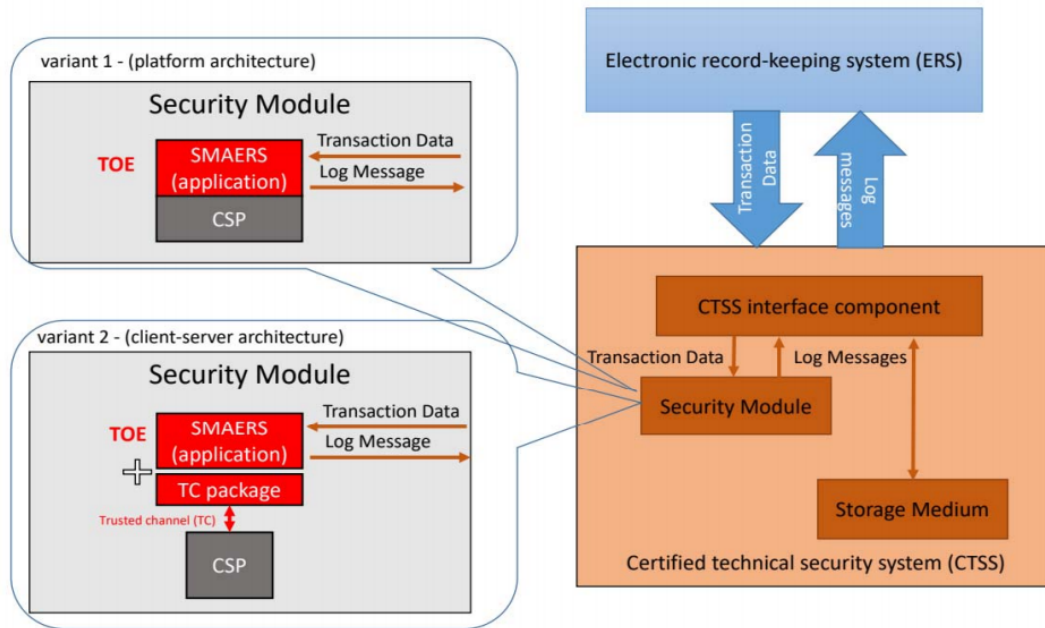 variant 1 - (platform architecture)
Security Module
TOE
SMAERS
(application)
CSP
Transaction Data
Log Message
variant 2 - (client-server architecture)
Security Module
TOE
SMAERS
(application)
TC package
Trusted channel (TC)
CSP
Transaction Data
Log Message
Electronic record-keeping system (ERS)
Transaction
Data
Log
messages
CTSS interface component
Transaction Data
Log Messages
Security Module
Storage Medium
Certified technical security system (CTSS)